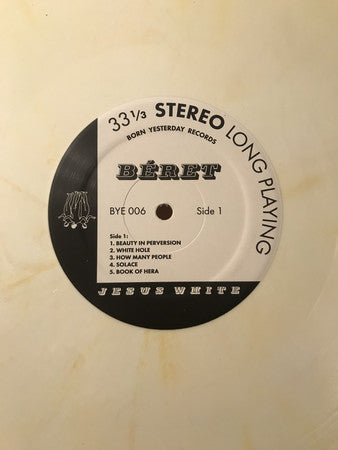 33 1/3 STEREO LONG PLAYING
BORN YESTERDAY RECORDS
BÉRET
BYE 006 Side 1
Side 1:
1. BEAUTY IN PERVERSION
2. WHITE HOLE
3. HOW MANY PEOPLE
4. SOLACE
5. BOOK OF HERA
JESUS WHITE